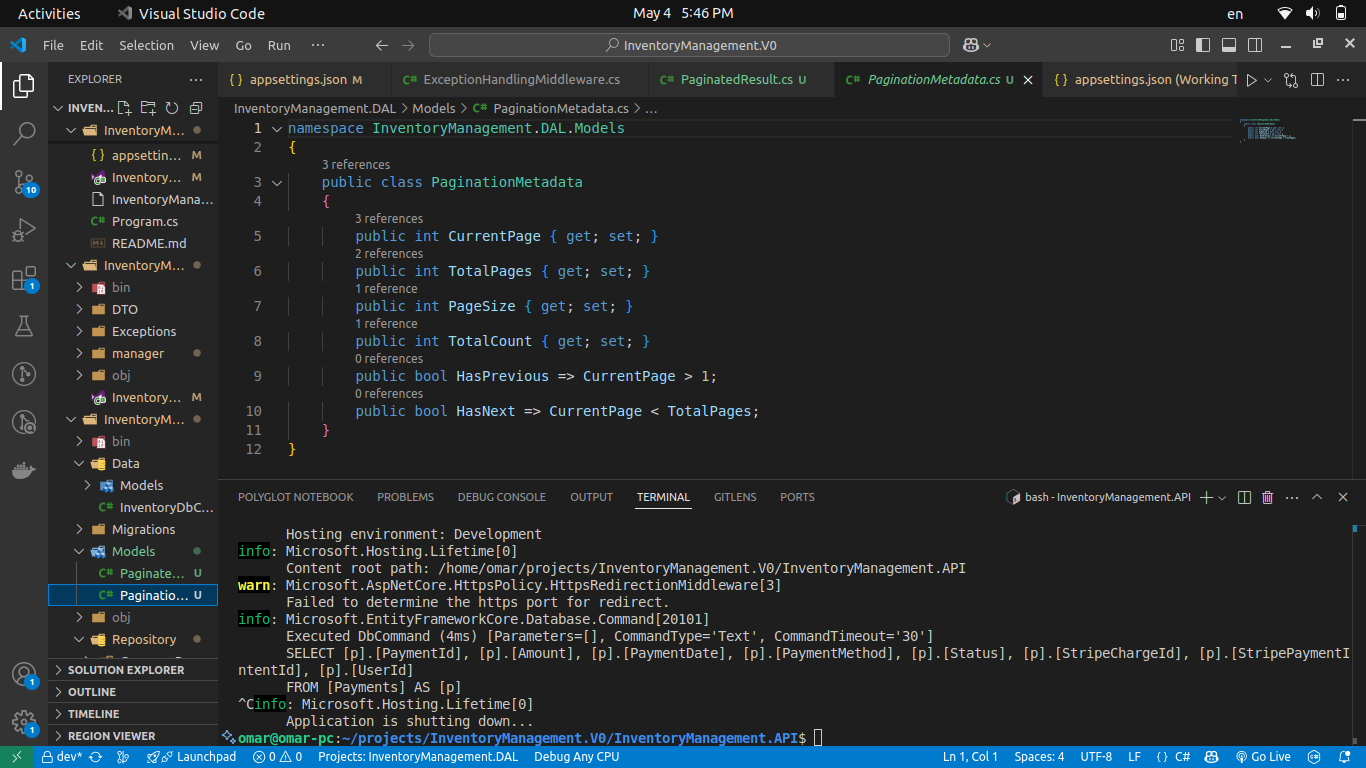 Activities
Visual Studio Code
May 4 5:46 PM
en
File Edit Selection View Go Run ···
InventoryManagement.V0
EXPLORER
INVEN...
InventoryM...
appsettin... M
Inventory... M
InventoryMana...
Program.cs
README.md
InventoryM...
bin
DTO
Exceptions
manager
obj
Inventory... M
InventoryM...
bin
Data
Models
InventoryDbC...
Migrations
Models
Paginate... U
Paginatio... U
obj
Repository
SOLUTION EXPLORER
OUTLINE
TIMELINE
REGION VIEWER
10
1
1
1
appsettings.json M
ExceptionHandlingMiddleware.cs
PaginatedResult.cs U
PaginationMetadata.cs U
appsettings.json (Working T
InventoryManagement.DAL > Models > PaginationMetadata.cs > ...
1 namespace InventoryManagement.DAL.Models
2 {
3 references
3 public class PaginationMetadata
4 {
3 references
5 public int CurrentPage { get; set; }
2 references
6 public int TotalPages { get; set; }
1 reference
7 public int PageSize { get; set; }
1 reference
8 public int TotalCount { get; set; }
0 references
9 public bool HasPrevious => CurrentPage > 1;
0 references
10 public bool HasNext => CurrentPage < TotalPages;
11 }
12 }
POLYGLOT NOTEBOOK PROBLEMS DEBUG CONSOLE OUTPUT TERMINAL GITLENS PORTS
bash - InventoryManagement.API
Hosting environment: Development
info: Microsoft.Hosting.Lifetime[0]
Content root path: /home/omar/projects/InventoryManagement.V0/InventoryManagement.API
warn: Microsoft.AspNetCore.HttpsPolicy.HttpsRedirectionMiddleware[3]
Failed to determine the https port for redirect.
info: Microsoft.EntityFrameworkCore.Database.Command[20101]
Executed DbCommand (4ms) [Parameters=[], CommandType='Text', CommandTimeout='30']
SELECT [p].[PaymentId], [p].[Amount], [p].[PaymentDate], [p].[PaymentMethod], [p].[Status], [p].[StripeChargeId], [p].[StripePaymentI
ntentId], [p].[UserId]
FROM [Payments] AS [p]
^Cinfo: Microsoft.Hosting.Lifetime[0]
Application is shutting down...
omar@omar-pc:~/projects/InventoryManagement.V0/InventoryManagement.API$
dev* Launchpad 0 0 Projects: InventoryManagement.DAL Debug Any CPU
Ln 1, Col 1 Spaces: 4 UTF-8 LF {} C# Go Live